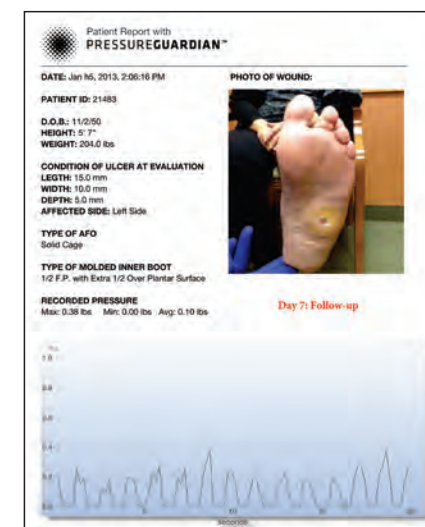 Patient Report with
PRESSUREGUARDIAN™
DATE: Jan h5, 2013, 2:06:16 PM
PATIENT ID: 21483
D.O.B.: 11/2/50
HEIGHT: 5' 7"
WEIGHT: 204.0 lbs
CONDITION OF ULCER AT EVALUATION
LEGTH: 15.0 mm
WIDTH: 10.0 mm
DEPTH: 5.0 mm
AFFECTED SIDE: Left Side
TYPE OF AFO
Solid Cage
TYPE OF MOLDED INNER BOOT
1/2 F.P. with Extra 1/2 Over Plantar Surface
RECORDED PRESSURE
Max: 0.38 lbs Min: 0.00 lbs Avg: 0.10 lbs
PHOTO OF WOUND:
Day 7: Follow-up
1.0
seconds